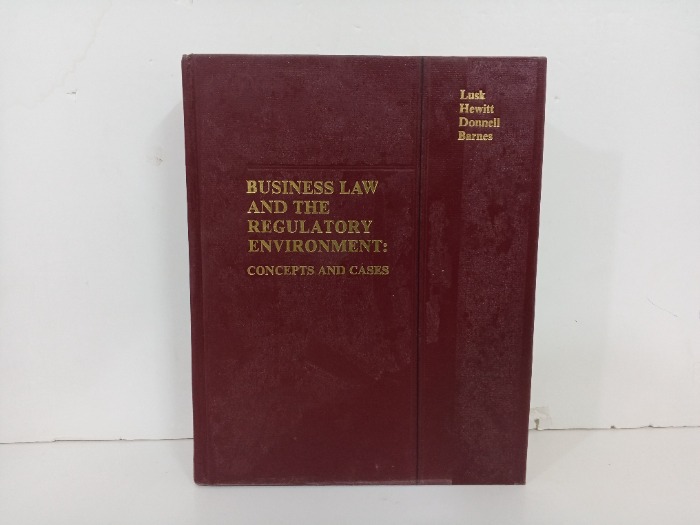 Lusk
Hewitt
Donnell
Barnes
BUSINESS LAW
AND THE
REGULATORY
ENVIRONMENT:
CONCEPTS AND CASES